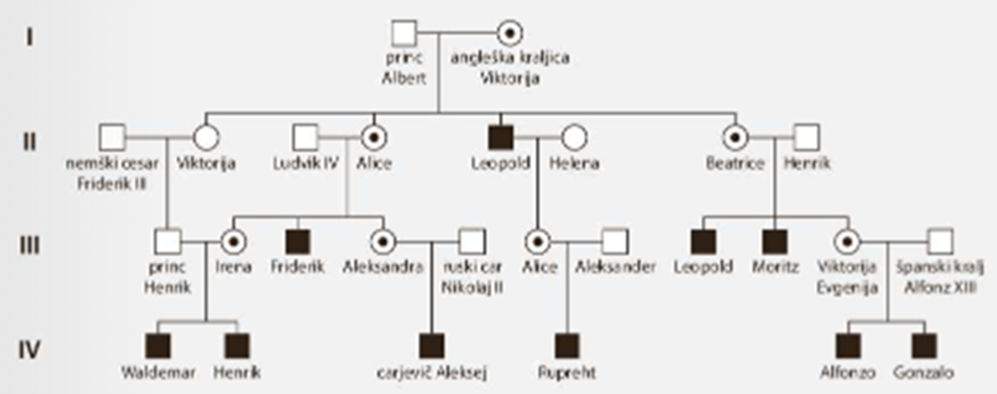 I
princ
Albert
angleška kraljica
Viktorija
II
nemški cesar
Friderik III
Viktorija
Ludvik IV
Alice
Leopold
Helena
Beatrice
Henrik
III
princ
Henrik
Irena
Friderik
Aleksandra
ruski car
Nikolaj II
Alice
Aleksander
Leopold
Moritz
Viktorija
Evgenija
španski kralj
Alfonz XIII
IV
Waldemar
Henrik
carjevič Aleksej
Rupreht
Alfonzo
Gonzalo